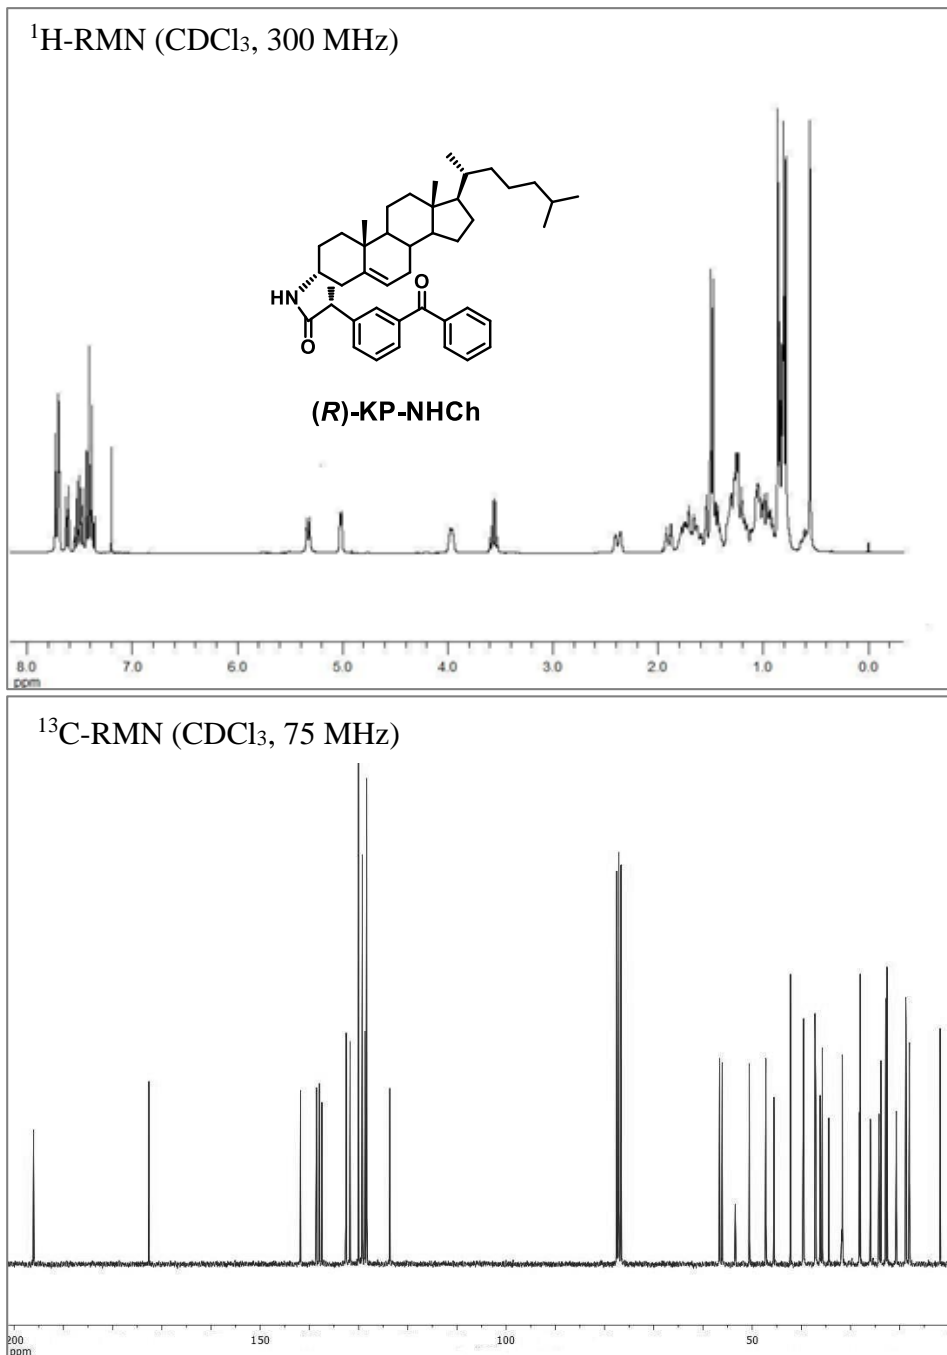 ¹H-RMN (CDCl₃, 300 MHz)
HN
O
O
(R)-KP-NHCh
8.0 7.0 6.0 5.0 4.0 3.0 2.0 1.0 0.0
ppm
¹³C-RMN (CDCl₃, 75 MHz)
200 150 100 50
ppm